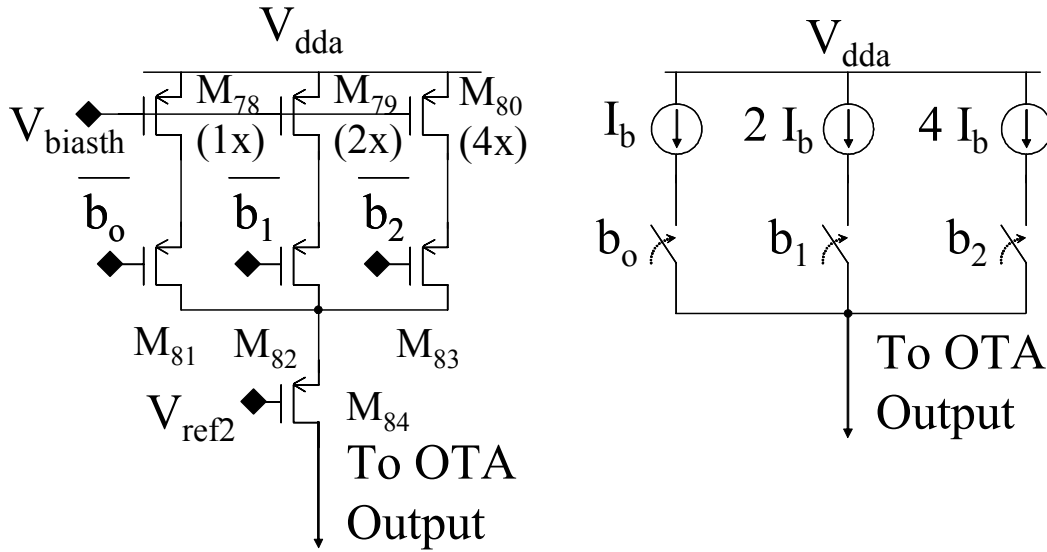 V_dda
V_biasth
M_78 (1x)
M_79 (2x)
M_80 (4x)
b̅_o
b̅_1
b̅_2
M_81
M_82
M_83
V_ref2
M_84
To OTA
Output
V_dda
I_b
2 I_b
4 I_b
b_o
b_1
b_2
To OTA
Output